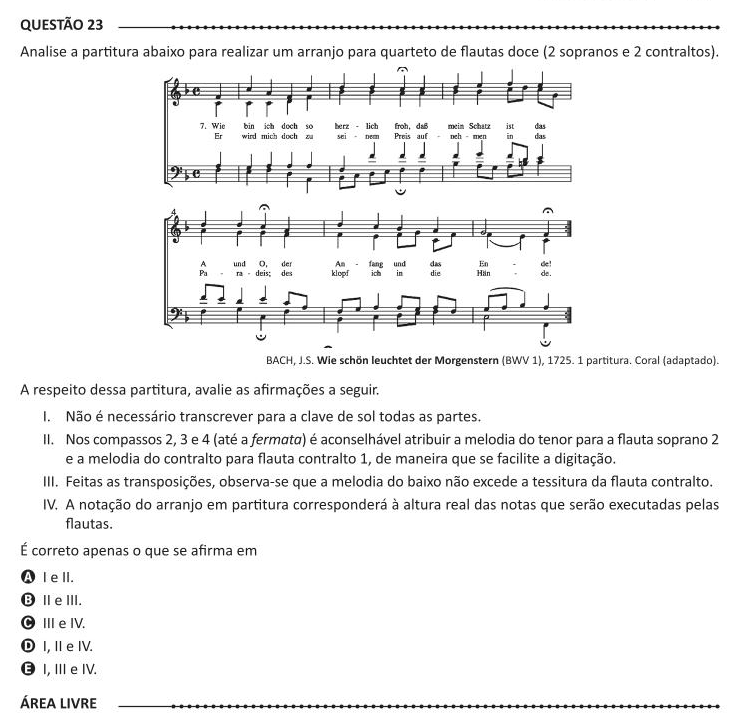 QUESTÃO 23
Analise a partitura abaixo para realizar um arranjo para quarteto de flautas doce (2 sopranos e 2 contraltos).
7. Wie bin ich doch so herz - lich froh, daß mein Schatz ist das
Er wird mich doch zu sei - nem Preis auf - neh - men in das
4
A und O, der An - fang und das En - de!
Pa - ra - deis; des klopf ich in die Hän - de.
BACH, J.S. Wie schön leuchtet der Morgenstern (BWV 1), 1725. 1 partitura. Coral (adaptado).
A respeito dessa partitura, avalie as afirmações a seguir.
I. Não é necessário transcrever para a clave de sol todas as partes.
II. Nos compassos 2, 3 e 4 (até a fermata) é aconselhável atribuir a melodia do tenor para a flauta soprano 2
e a melodia do contralto para flauta contralto 1, de maneira que se facilite a digitação.
III. Feitas as transposições, observa-se que a melodia do baixo não excede a tessitura da flauta contralto.
IV. A notação do arranjo em partitura corresponderá à altura real das notas que serão executadas pelas
flautas.
É correto apenas o que se afirma em
A I e II.
B II e III.
C III e IV.
D I, II e IV.
E I, III e IV.
ÁREA LIVRE